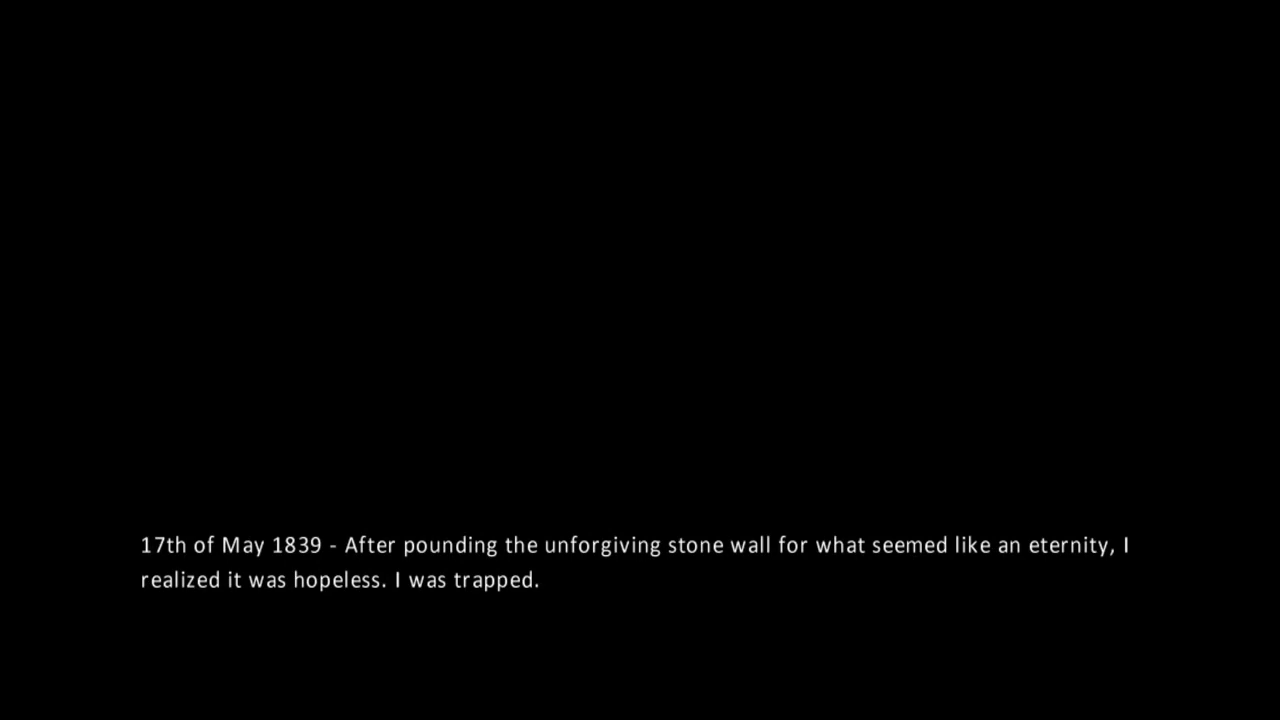 17th of May 1839 - After pounding the unforgiving stone wall for what seemed like an eternity, I
realized it was hopeless. I was trapped.